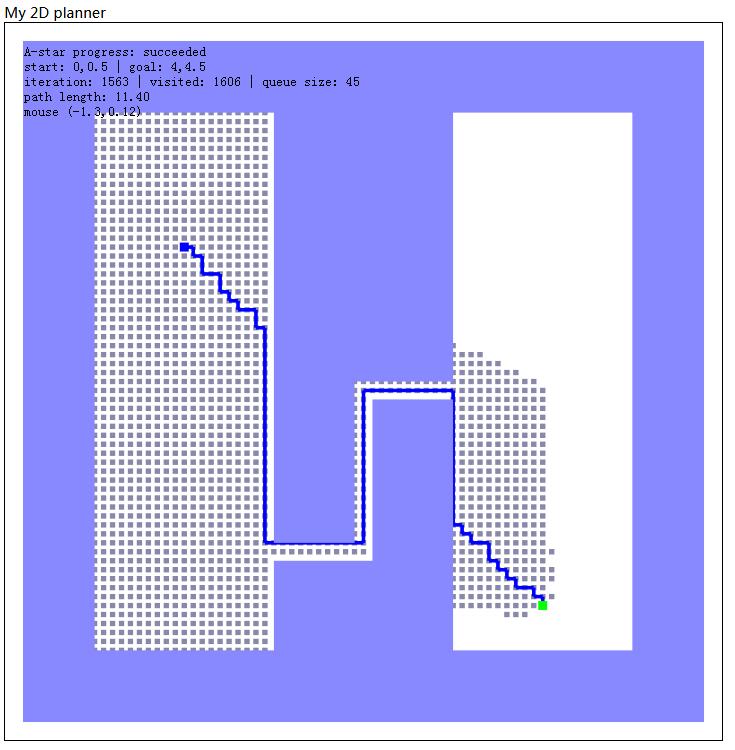 My 2D planner
A-star progress: succeeded
start: 0,0.5 | goal: 4,4.5
iteration: 1563 | visited: 1606 | queue size: 45
path length: 11.40
mouse (-1.3,0.12)